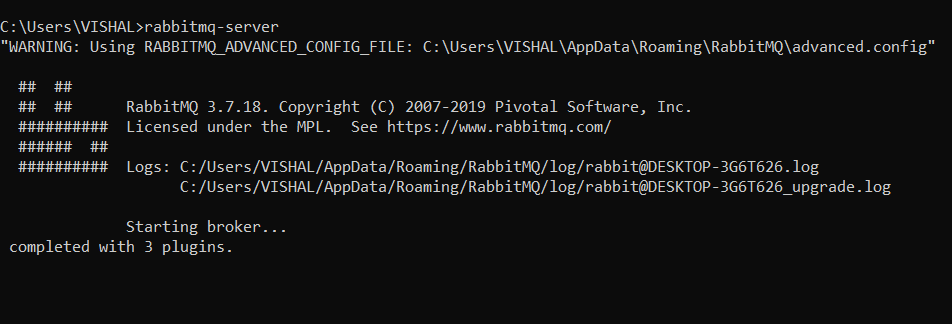 C:\Users\VISHAL>rabbitmq-server
"WARNING: Using RABBITMQ_ADVANCED_CONFIG_FILE: C:\Users\VISHAL\AppData\Roaming\RabbitMQ\advanced.config"
  ##  ##
  ##  ##      RabbitMQ 3.7.18. Copyright (C) 2007-2019 Pivotal Software, Inc.
  ##########  Licensed under the MPL.  See https://www.rabbitmq.com/
  ######  ##
  ##########  Logs: C:/Users/VISHAL/AppData/Roaming/RabbitMQ/log/rabbit@DESKTOP-3G6T626.log
                    C:/Users/VISHAL/AppData/Roaming/RabbitMQ/log/rabbit@DESKTOP-3G6T626_upgrade.log
              Starting broker...
 completed with 3 plugins.